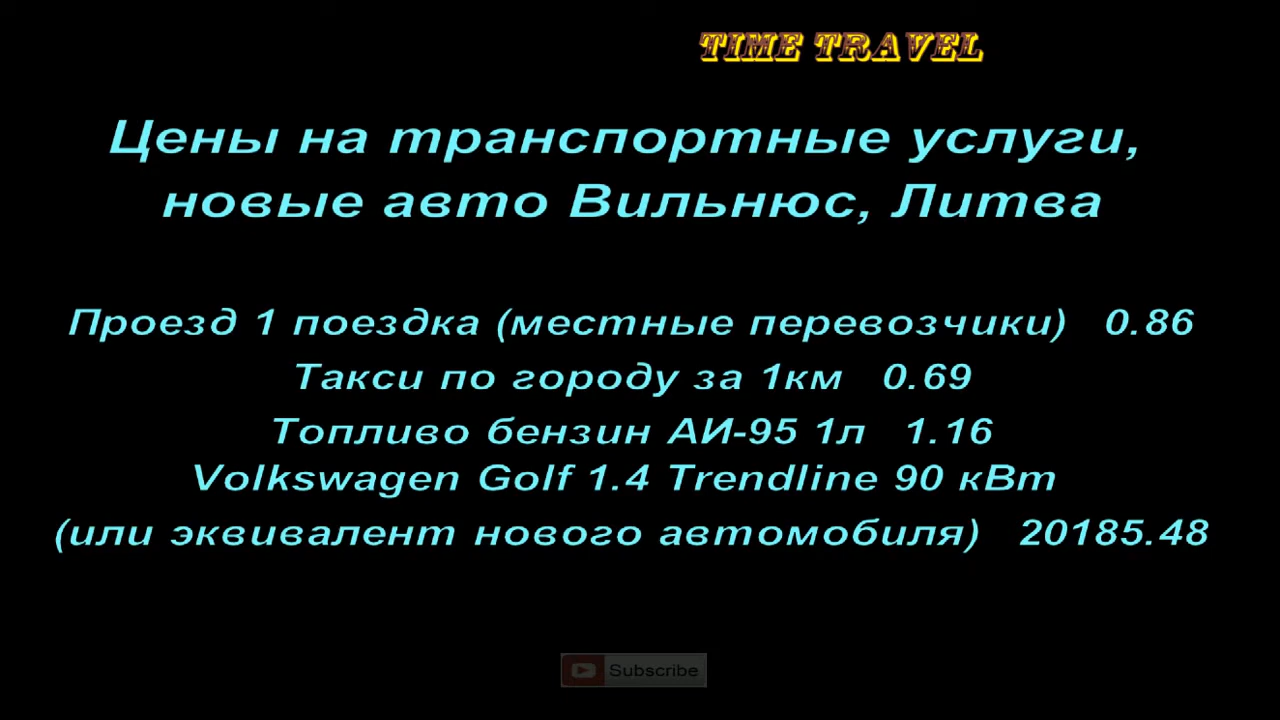 TIME TRAVEL
Цены на транспортные услуги,
новые авто Вильнюс, Литва
Проезд 1 поездка (местные перевозчики) 0.86
Такси по городу за 1км 0.69
Топливо бензин АИ-95 1л 1.16
Volkswagen Golf 1.4 Trendline 90 кВт
(или эквивалент нового автомобиля) 20185.48
Subscribe